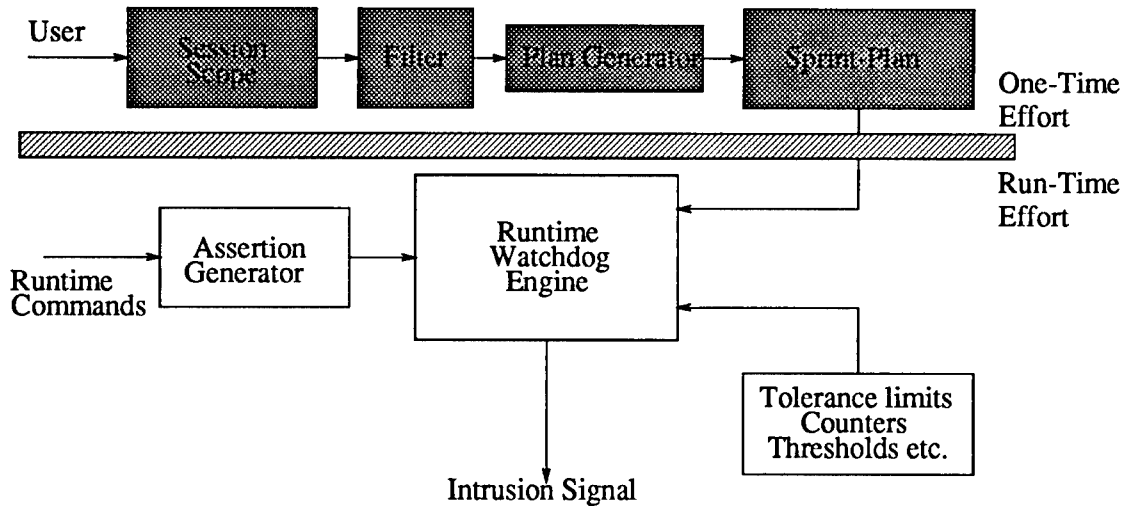 User
Session
Scope
Filter
Plan Generator
Sprint-Plan
One-Time
Effort
Run-Time
Effort
Runtime
Watchdog
Engine
Assertion
Generator
Runtime
Commands
Tolerance limits
Counters
Thresholds etc.
Intrusion Signal